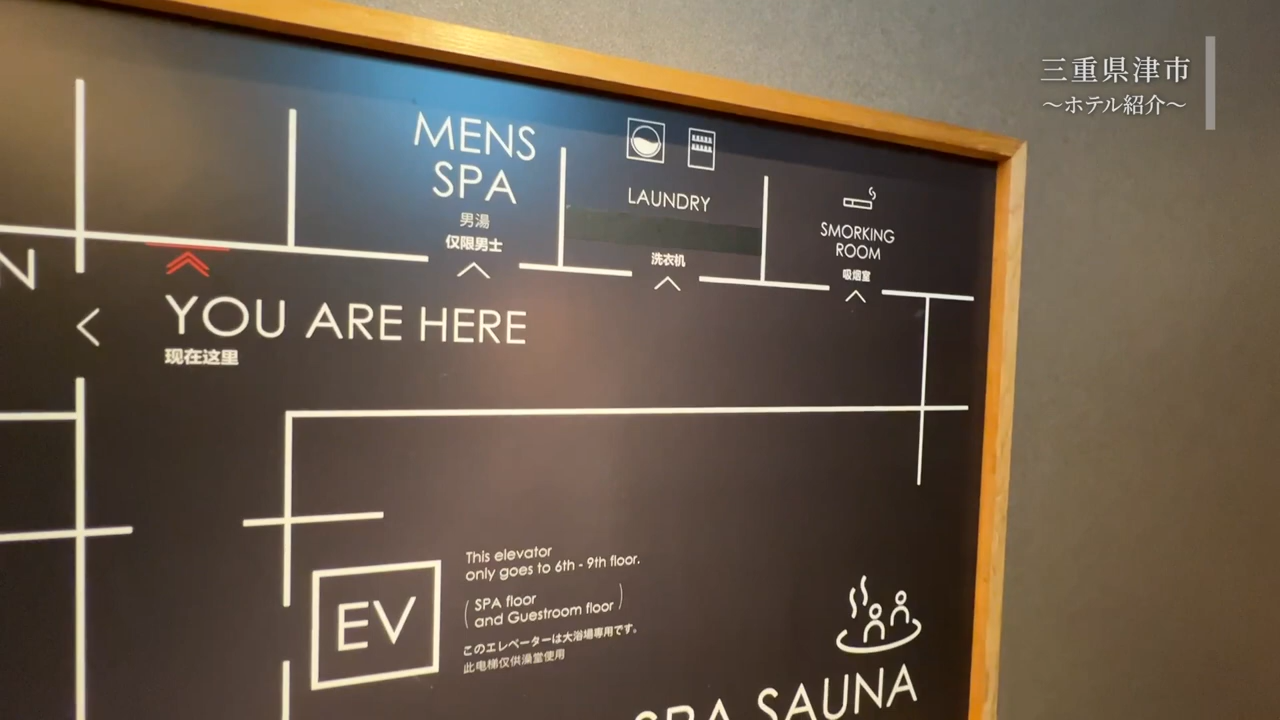 三重県津市
～ホテル紹介～
MENS
SPA
男湯
仅限男士
LAUNDRY
洗衣机
SMORKING
ROOM
吸烟室
N
YOU ARE HERE
现在这里
EV
This elevator
only goes to 6th - 9th floor.
(SPA floor
and Guestroom floor)
このエレベーターは大浴場専用です。
此电梯仅供澡堂使用
SPA SAUNA